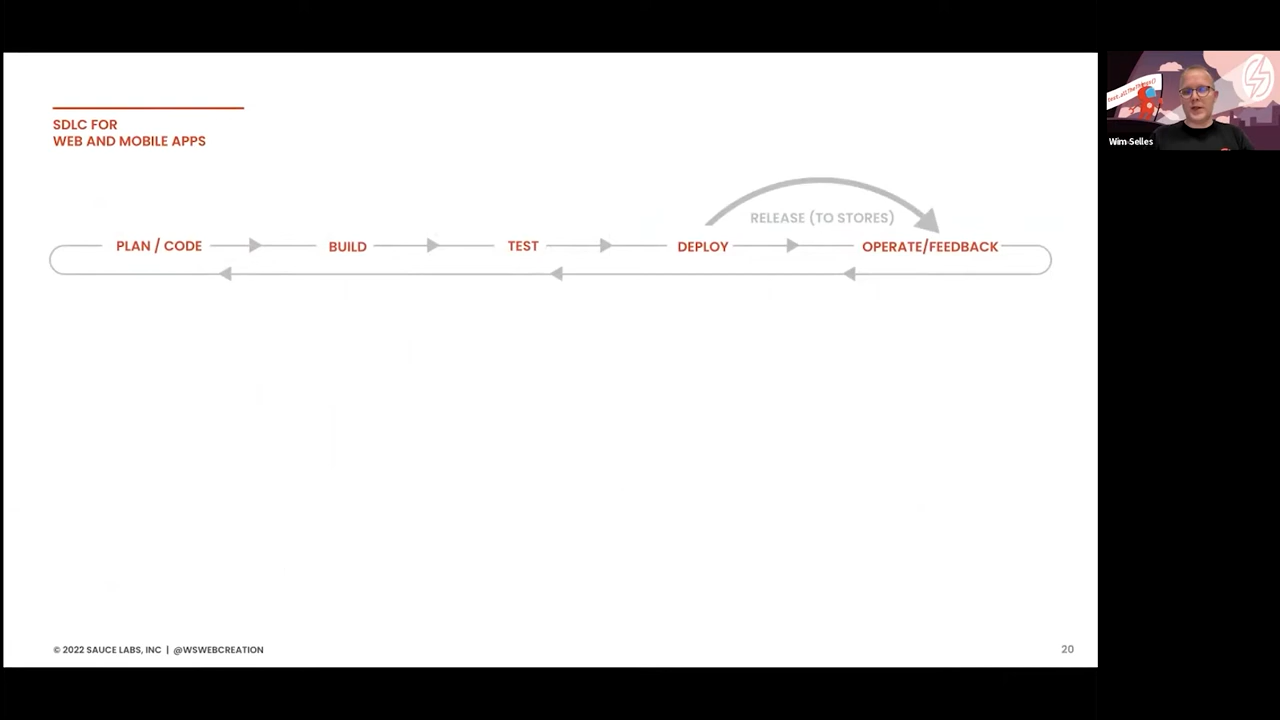 SDLC FOR
WEB AND MOBILE APPS
RELEASE (TO STORES)
PLAN / CODE
BUILD
TEST
DEPLOY
OPERATE/FEEDBACK
© 2022 SAUCE LABS, INC | @WSWEBCREATION
20
Wim Selles